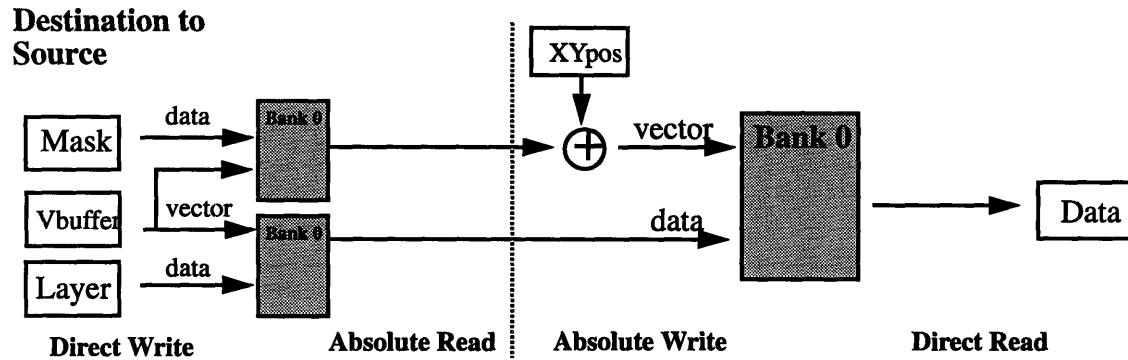 Destination to
Source
XYpos
data
Bank 0
Mask
vector
Bank 0
Vbuffer
vector
Bank 0
data
Data
data
Layer
Direct Write
Absolute Read
Absolute Write
Direct Read